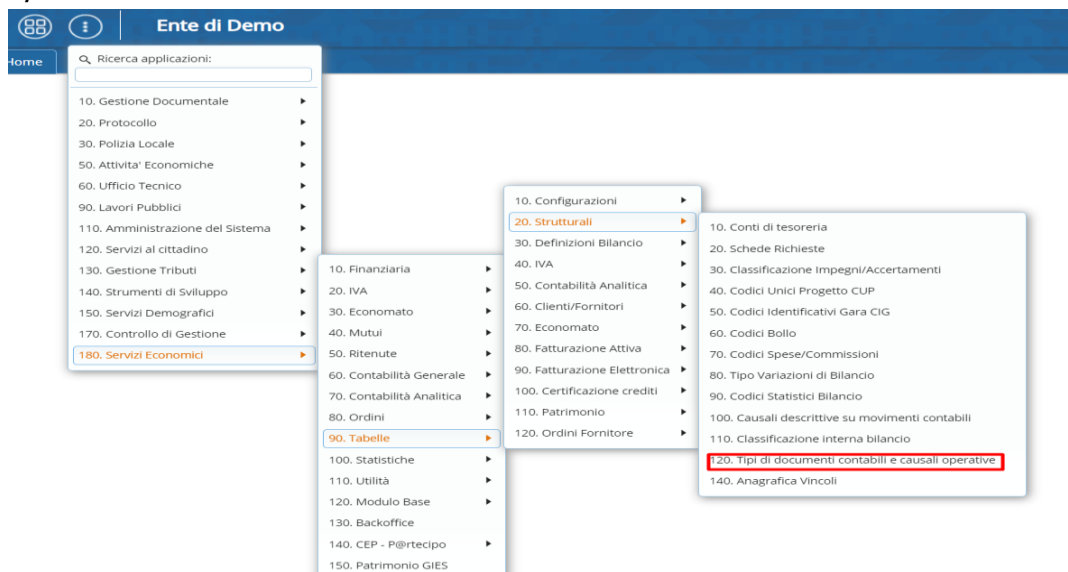 Ente di Demo
Home
Ricerca applicazioni:
10. Gestione Documentale
20. Protocollo
30. Polizia Locale
50. Attivita' Economiche
60. Ufficio Tecnico
90. Lavori Pubblici
110. Amministrazione del Sistema
120. Servizi al cittadino
130. Gestione Tributi
140. Strumenti di Sviluppo
150. Servizi Demografici
170. Controllo di Gestione
180. Servizi Economici
10. Finanziaria
20. IVA
30. Economato
40. Mutui
50. Ritenute
60. Contabilità Generale
70. Contabilità Analitica
80. Ordini
90. Tabelle
100. Statistiche
110. Utilità
120. Modulo Base
130. Backoffice
140. CEP - P@rtecipo
150. Patrimonio GIES
10. Configurazioni
20. Strutturali
30. Definizioni Bilancio
40. IVA
50. Contabilità Analitica
60. Clienti/Fornitori
70. Economato
80. Fatturazione Attiva
90. Fatturazione Elettronica
100. Certificazione crediti
110. Patrimonio
120. Ordini Fornitore
10. Conti di tesoreria
20. Schede Richieste
30. Classificazione Impegni/Accertamenti
40. Codici Unici Progetto CUP
50. Codici Identificativi Gara CIG
60. Codici Bollo
70. Codici Spese/Commissioni
80. Tipo Variazioni di Bilancio
90. Codici Statistici Bilancio
100. Causali descrittive su movimenti contabili
110. Classificazione interna bilancio
120. Tipi di documenti contabili e causali operative
140. Anagrafica Vincoli